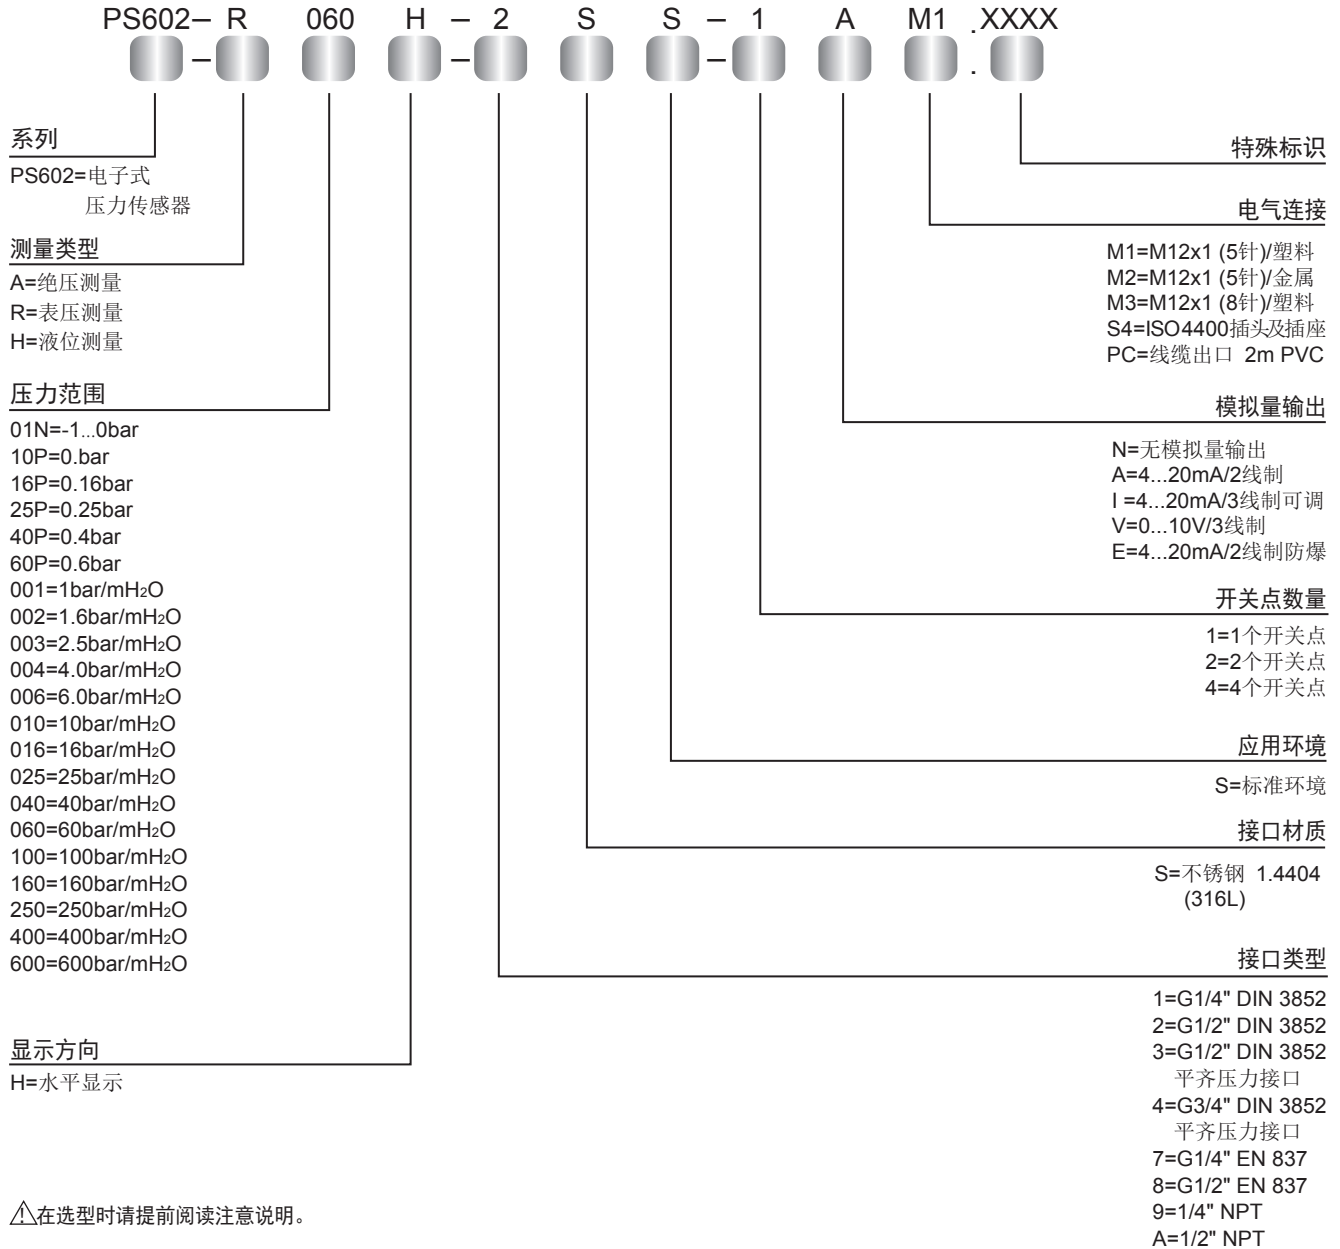 PS602– R 060 H – 2 S S – 1 A M1 .XXXX
– – – .
系列
PS602=电子式
压力传感器
测量类型
A=绝压测量
R=表压测量
H=液位测量
压力范围
01N=-1...0bar
10P=0.bar
16P=0.16bar
25P=0.25bar
40P=0.4bar
60P=0.6bar
001=1bar/mH₂O
002=1.6bar/mH₂O
003=2.5bar/mH₂O
004=4.0bar/mH₂O
006=6.0bar/mH₂O
010=10bar/mH₂O
016=16bar/mH₂O
025=25bar/mH₂O
040=40bar/mH₂O
060=60bar/mH₂O
100=100bar/mH₂O
160=160bar/mH₂O
250=250bar/mH₂O
400=400bar/mH₂O
600=600bar/mH₂O
显示方向
H=水平显示
特殊标识
电气连接
M1=M12x1 (5针)/塑料
M2=M12x1 (5针)/金属
M3=M12x1 (8针)/塑料
S4=ISO4400插头及插座
PC=线缆出口 2m PVC
模拟量输出
N=无模拟量输出
A=4...20mA/2线制
I =4...20mA/3线制可调
V=0...10V/3线制
E=4...20mA/2线制防爆
开关点数量
1=1个开关点
2=2个开关点
4=4个开关点
应用环境
S=标准环境
接口材质
S=不锈钢 1.4404
(316L)
接口类型
1=G1/4" DIN 3852
2=G1/2" DIN 3852
3=G1/2" DIN 3852
平齐压力接口
4=G3/4" DIN 3852
平齐压力接口
7=G1/4" EN 837
8=G1/2" EN 837
9=1/4" NPT
A=1/2" NPT
⚠在选型时请提前阅读注意说明。